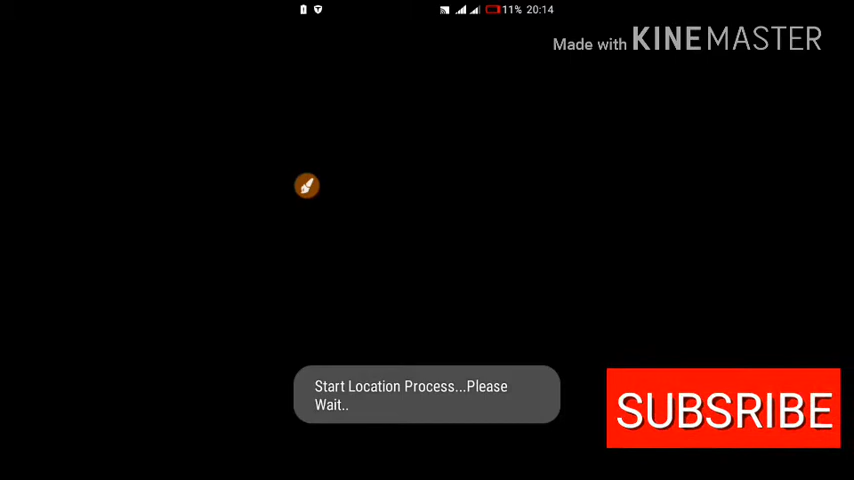 11% 20:14
Made with KINEMASTER
Start Location Process...Please
Wait..
SUBSRIBE